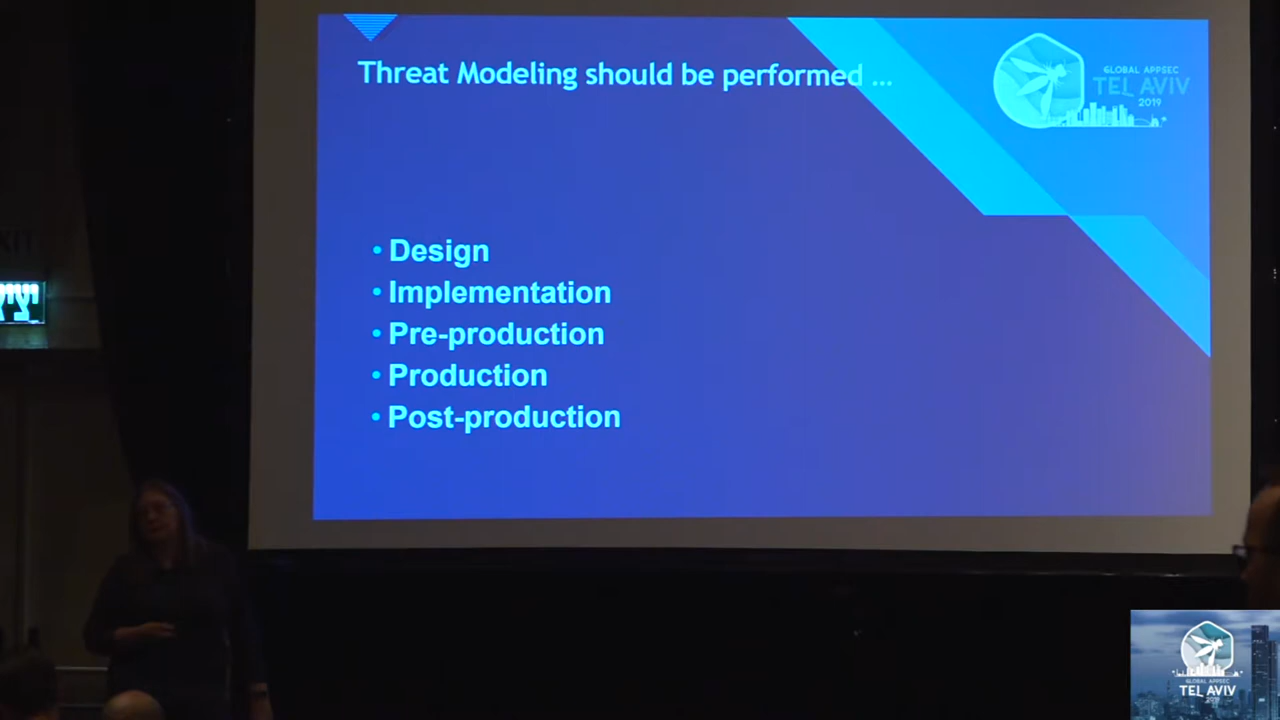 Threat Modeling should be performed ...
GLOBAL APPSEC
TEL AVIV
2019
• Design
• Implementation
• Pre-production
• Production
• Post-production
GLOBAL APPSEC
TEL AVIV
2019